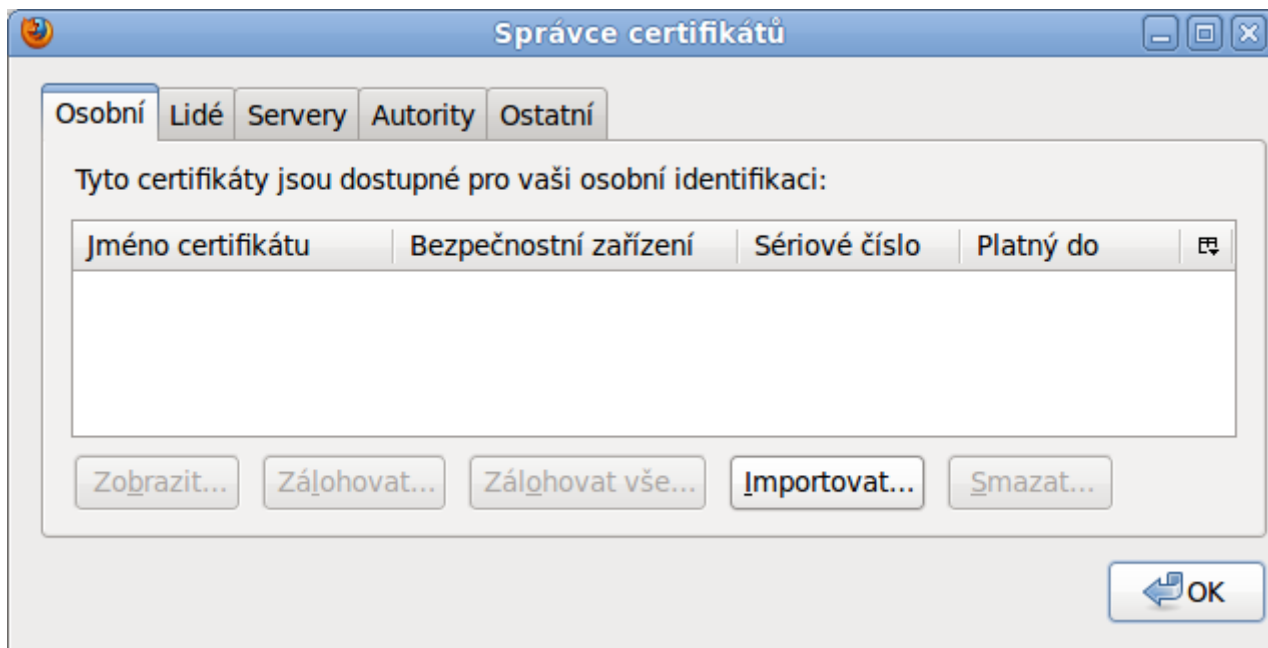 Správce certifikátů
Osobní Lidé Servery Autority Ostatní
Tyto certifikáty jsou dostupné pro vaši osobní identifikaci:
Jméno certifikátu Bezpečnostní zařízení Sériové číslo Platný do
Zobrazit... Zálohovat... Zálohovat vše... Importovat... Smazat...
OK